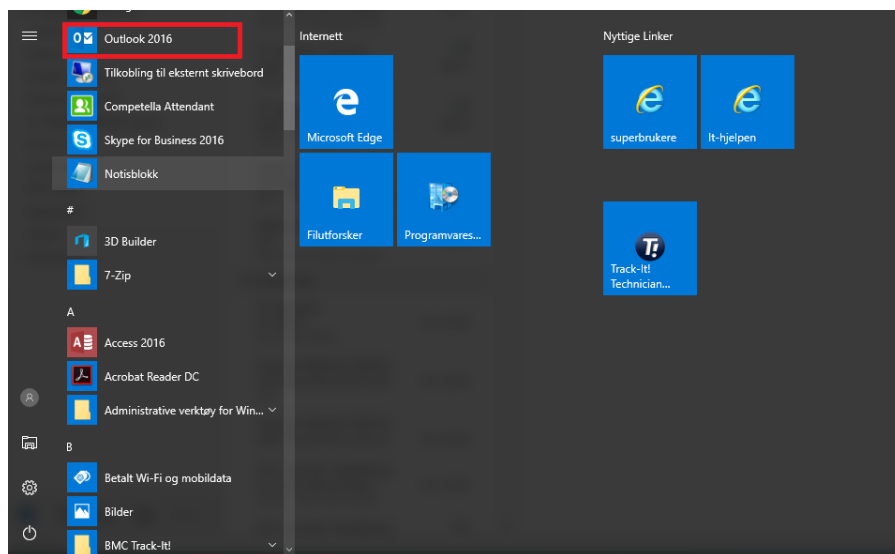 Outlook 2016
Tilkobling til eksternt skrivebord
Competella Attendant
Skype for Business 2016
Notisblokk
#
3D Builder
7-Zip
A
Access 2016
Acrobat Reader DC
Administrative verktøy for Win...
B
Betalt Wi-Fi og mobildata
Bilder
BMC Track-It!
Internett
Microsoft Edge
Filutforsker
Programvares...
Nyttige Linker
superbrukere
It-hjelpen
Track-It!
Technician...